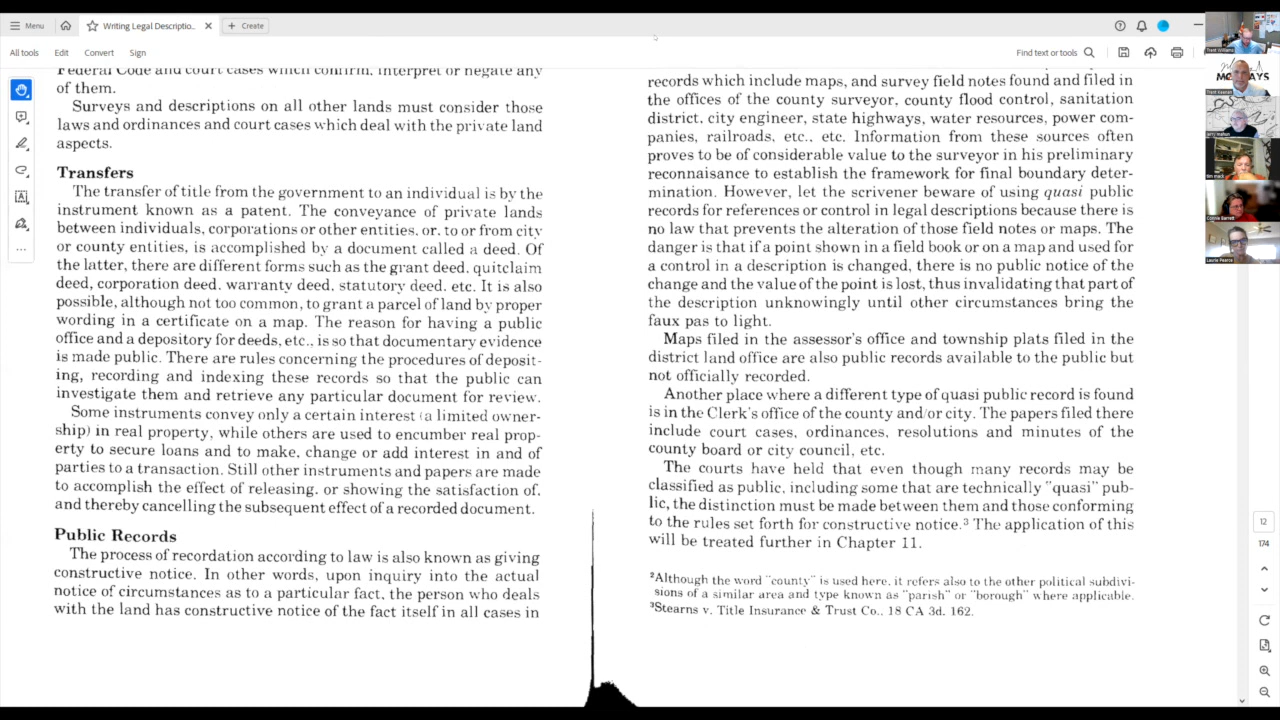 Menu
Writing Legal Descriptio...
Create
All tools
Edit
Convert
Sign
Find text or tools
Federal Code and court cases which confirm, interpret or negate any
of them.
Surveys and descriptions on all other lands must consider those
laws and ordinances and court cases which deal with the private land
aspects.
Transfers
The transfer of title from the government to an individual is by the
instrument known as a patent. The conveyance of private lands
between individuals, corporations or other entities, or, to or from city
or county entities, is accomplished by a document called a deed. Of
the latter, there are different forms such as the grant deed, quitclaim
deed, corporation deed, warranty deed, statutory deed, etc. It is also
possible, although not too common, to grant a parcel of land by proper
wording in a certificate on a map. The reason for having a public
office and a depository for deeds, etc., is so that documentary evidence
is made public. There are rules concerning the procedures of deposit-
ing, recording and indexing these records so that the public can
investigate them and retrieve any particular document for review.
Some instruments convey only a certain interest (a limited owner-
ship) in real property, while others are used to encumber real prop-
erty to secure loans and to make, change or add interest in and of
parties to a transaction. Still other instruments and papers are made
to accomplish the effect of releasing, or showing the satisfaction of,
and thereby cancelling the subsequent effect of a recorded document.
Public Records
The process of recordation according to law is also known as giving
constructive notice. In other words, upon inquiry into the actual
notice of circumstances as to a particular fact, the person who deals
with the land has constructive notice of the fact itself in all cases in
records which include maps, and survey field notes found and filed in
the offices of the county surveyor, county flood control, sanitation
district, city engineer, state highways, water resources, power com-
panies, railroads, etc., etc. Information from these sources often
proves to be of considerable value to the surveyor in his preliminary
reconnaisance to establish the framework for final boundary deter-
mination. However, let the scrivener beware of using quasi public
records for references or control in legal descriptions because there is
no law that prevents the alteration of those field notes or maps. The
danger is that if a point shown in a field book or on a map and used for
a control in a description is changed, there is no public notice of the
change and the value of the point is lost, thus invalidating that part of
the description unknowingly until other circumstances bring the
faux pas to light.
Maps filed in the assessor's office and township plats filed in the
district land office are also public records available to the public but
not officially recorded.
Another place where a different type of quasi public record is found
is in the Clerk's office of the county and/or city. The papers filed there
include court cases, ordinances, resolutions and minutes of the
county board or city council, etc.
The courts have held that even though many records may be
classified as public, including some that are technically "quasi" pub-
lic, the distinction must be made between them and those conforming
to the rules set forth for constructive notice.³ The application of this
will be treated further in Chapter 11.
²Although the word "county" is used here, it refers also to the other political subdivi-
sions of a similar area and type known as "parish" or "borough" where applicable.
³Stearns v. Title Insurance & Trust Co., 18 CA 3d. 162.
12
174
Trent Williams
Trent Keenan
Jerry Mahon
tim mack
Connie Barrett
Laurie Pearce